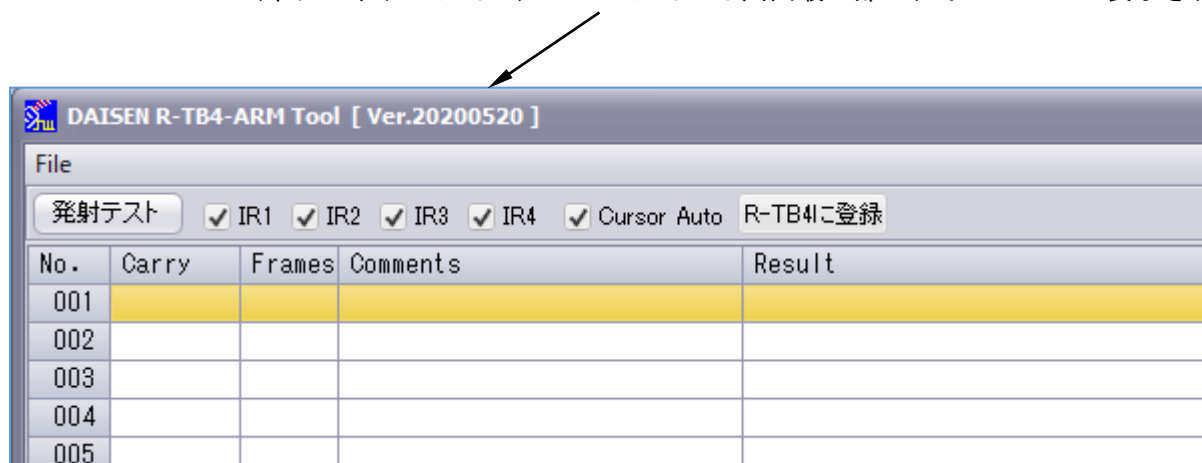 DAISEN R-TB4-ARM Tool [ Ver.20200520 ]
File
発射テスト IR1 IR2 IR3 IR4 Cursor Auto R-TB4に登録
No. Carry Frames Comments Result
001
002
003
004
005